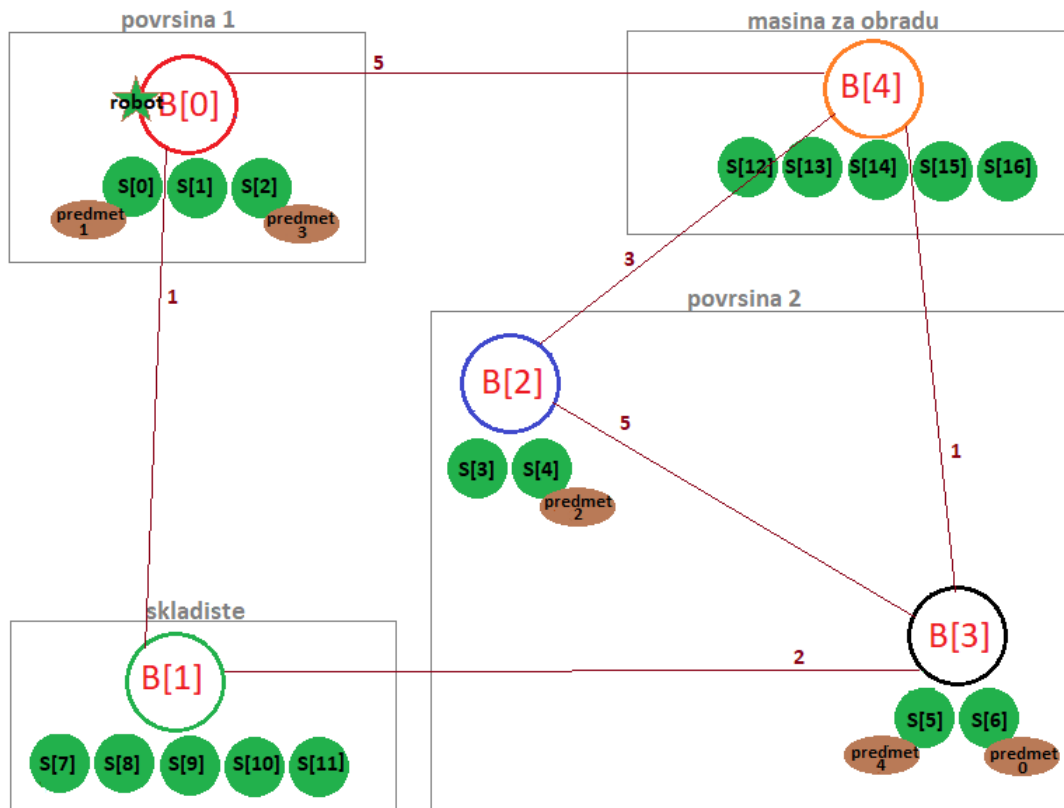 povrsina 1
masina za obradu
5
robot
B[0]
B[4]
S[0] S[1] S[2]
S[12] S[13] S[14] S[15] S[16]
predmet
1
predmet
3
3
1
povrsina 2
B[2]
5
1
S[3] S[4]
predmet
2
skladiste
B[3]
B[1]
2
S[5] S[6]
predmet
4
predmet
0
S[7] S[8] S[9] S[10] S[11]